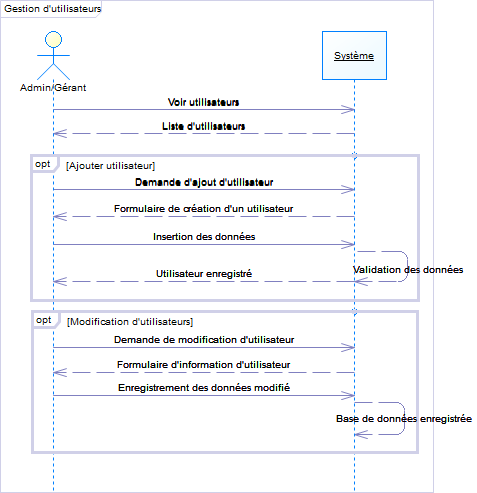 Gestion d'utilisateurs
Système
Admin/Gérant
Voir utilisateurs
Liste d'utilisateurs
opt [Ajouter utilisateur]
Demande d'ajout d'utilisateur
Formulaire de création d'un utilisateur
Insertion des données
Validation des données
Utilisateur enregistré
opt [Modification d'utilisateurs]
Demande de modification d'utilisateur
Formulaire d'information d'utilisateur
Enregistrement des données modifié
Base de données enregistrée